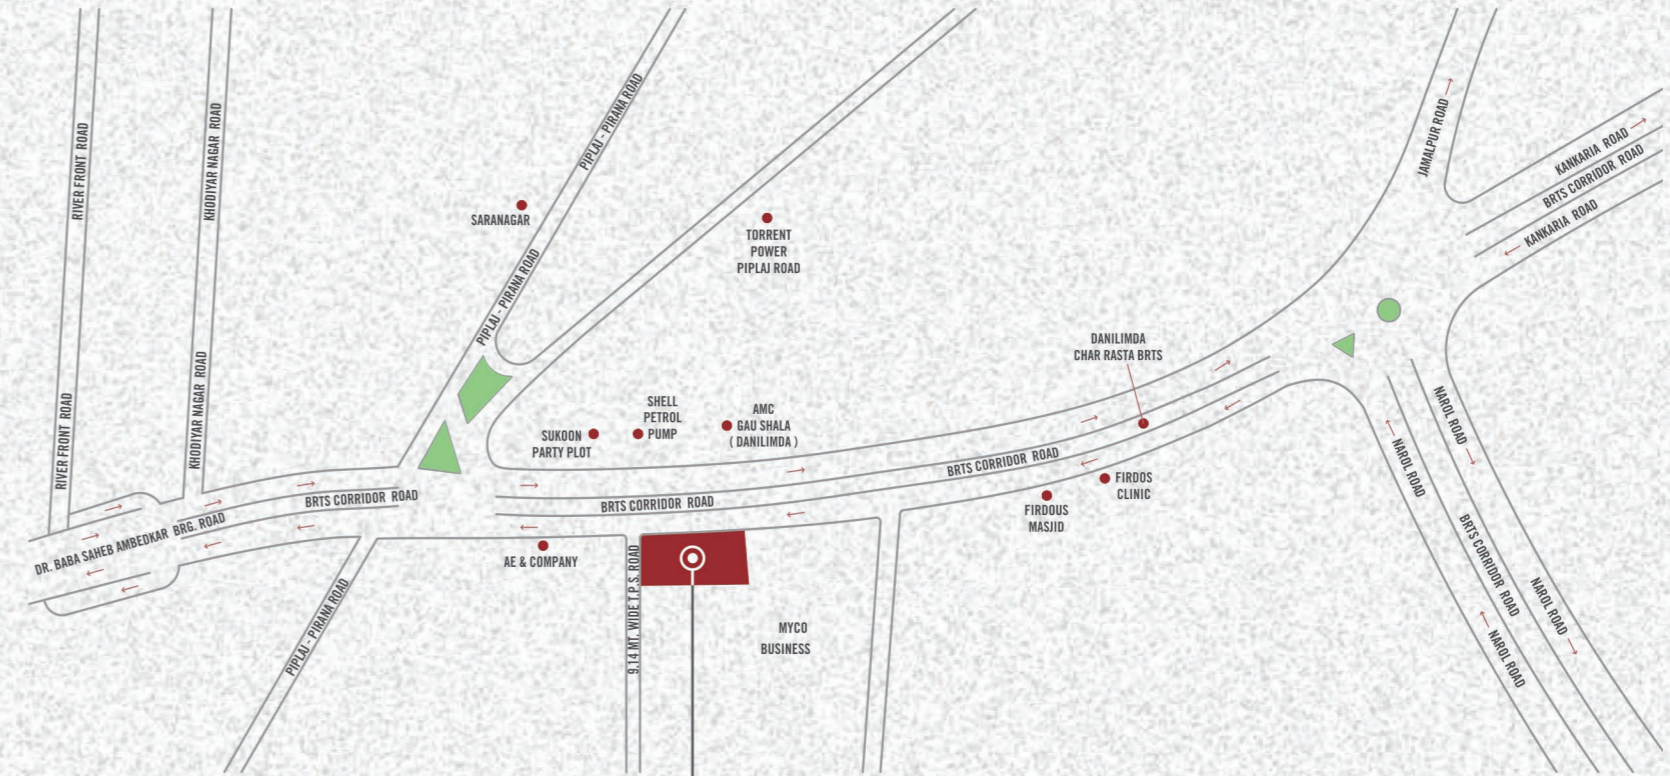 RIVER FRONT ROAD
RIVER FRONT ROAD
KHODIYAR NAGAR ROAD
KHODIYAR NAGAR ROAD
DR. BABA SAHEB AMBEDKAR BRG. ROAD
SARANAGAR
PIPLAJ - PIRANA ROAD
PIPLAJ - PIRANA ROAD
PIPLAJ - PIRANA ROAD
TORRENT
POWER
PIPLAJ ROAD
BRTS CORRIDOR ROAD
SUKOON
PARTY PLOT
SHELL
PETROL
PUMP
AMC
GAU SHALA
( DANILIMDA )
BRTS CORRIDOR ROAD
AE & COMPANY
9.14 MT. WIDE T.P.S. ROAD
MYCO
BUSINESS
BRTS CORRIDOR ROAD
DANILIMDA
CHAR RASTA BRTS
FIRDOS
CLINIC
FIRDOUS
MASJID
JAMALPUR ROAD
KANKARIA ROAD
BRTS CORRIDOR ROAD
KANKARIA ROAD
NAROL ROAD
NAROL ROAD
BRTS CORRIDOR ROAD
NAROL ROAD
NAROL ROAD